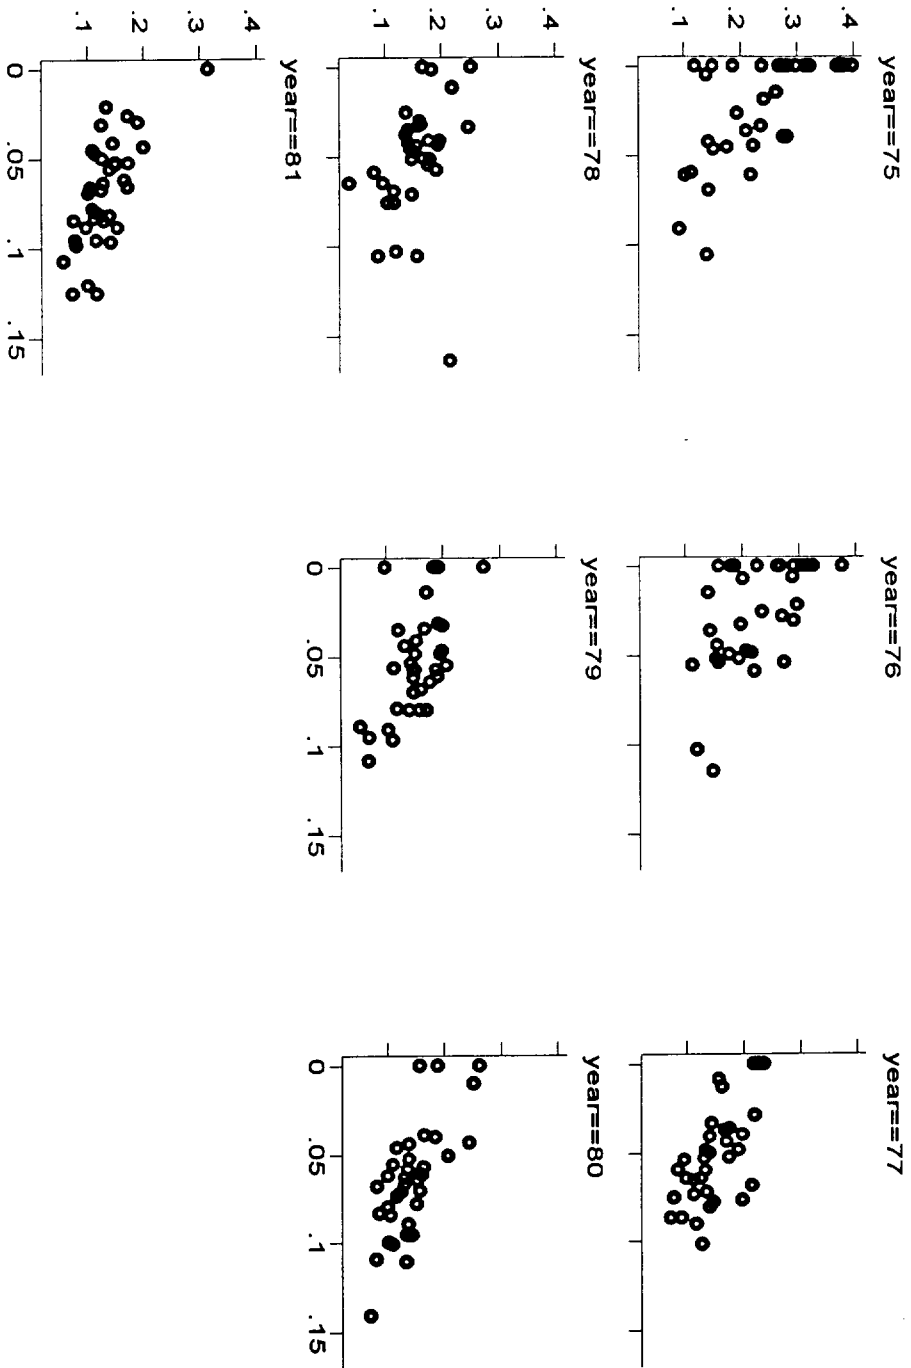 year==75 year==76 year==77
.4
.3
.2
.1
year==78 year==79 year==80
.4
.3
.2
.1
0 .05 .1 .15 0 .05 .1 .15
year==81
.4
.3
.2
.1
0 .05 .1 .15